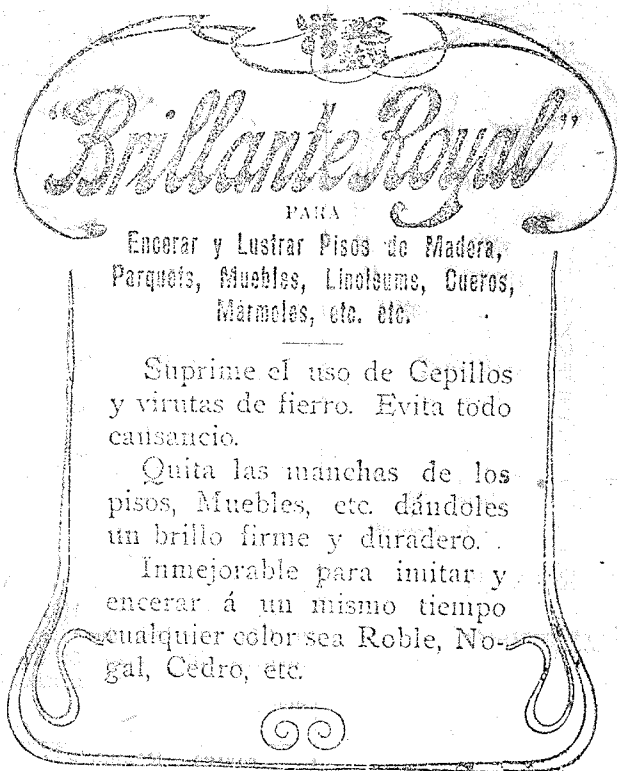 "Brillante Royal"
PARA
Encerar y Lustrar Pisos de Madera,
Parquets, Muebles, Linoleums, Cueros,
Mármoles, etc. etc.
Suprime el uso de Cepillos
y virutas de fierro. Evita todo
cansancio.
Quita las manchas de los
pisos, Muebles, etc. dándoles
un brillo firme y duradero.
Inmejorable para imitar y
encerar á un mismo tiempo
cualquier color sea Roble, No-
gal, Cedro, etc.